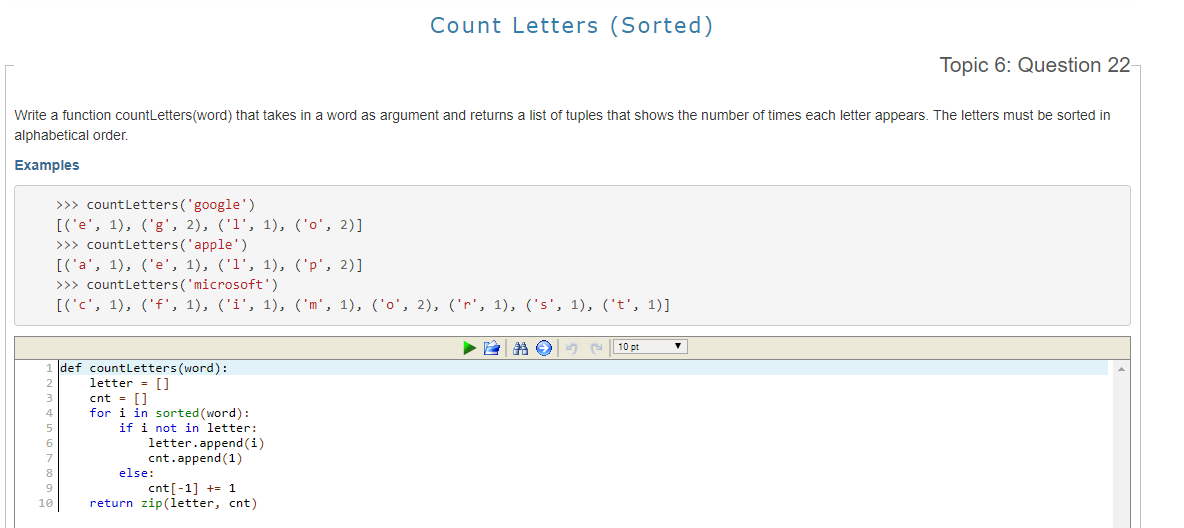 Count Letters (Sorted)
Topic 6: Question 22
Write a function countLetters(word) that takes in a word as argument and returns a list of tuples that shows the number of times each letter appears. The letters must be sorted in
alphabetical order.
Examples
>>> countLetters('google')
[('e', 1), ('g', 2), ('l', 1), ('o', 2)]
>>> countLetters('apple')
[('a', 1), ('e', 1), ('l', 1), ('p', 2)]
>>> countLetters('microsoft')
[('c', 1), ('f', 1), ('i', 1), ('m', 1), ('o', 2), ('r', 1), ('s', 1), ('t', 1)]
10 pt
1 def countLetters(word):
2     letter = []
3     cnt = []
4     for i in sorted(word):
5         if i not in letter:
6             letter.append(i)
7             cnt.append(1)
8         else:
9             cnt[-1] += 1
10     return zip(letter, cnt)